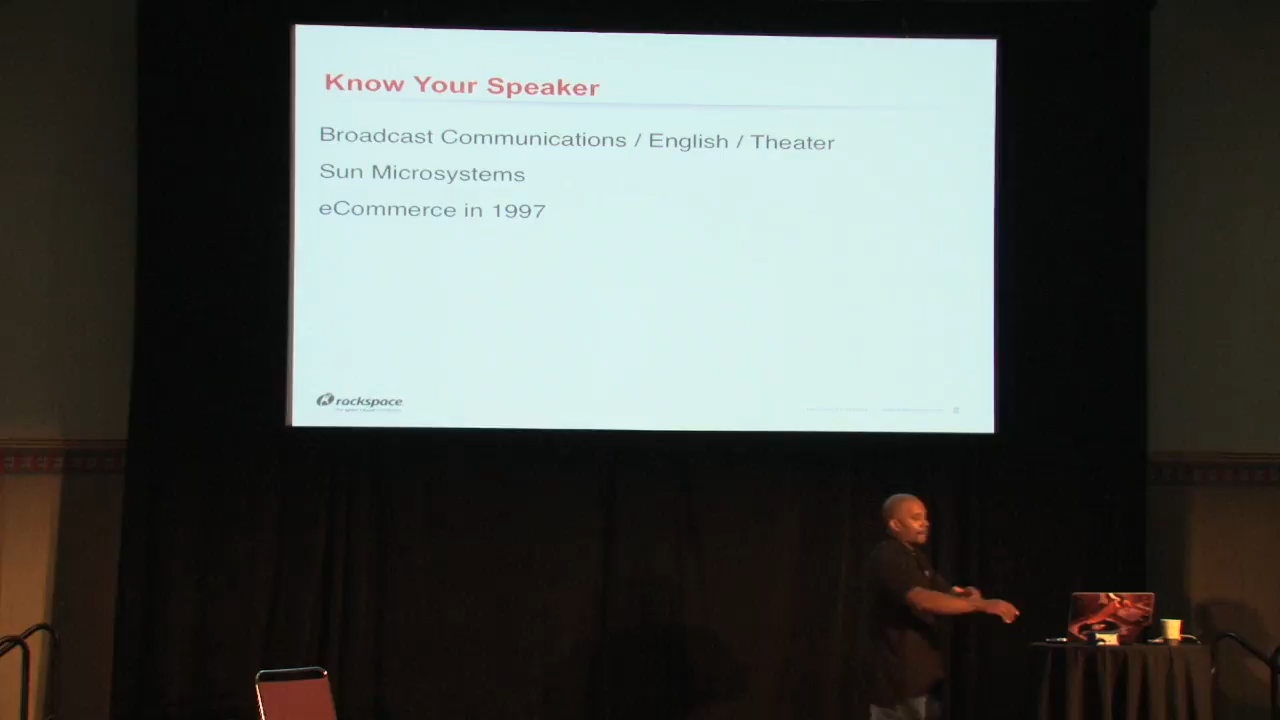 Know Your Speaker
Broadcast Communications / English / Theater
Sun Microsystems
eCommerce in 1997
rackspace